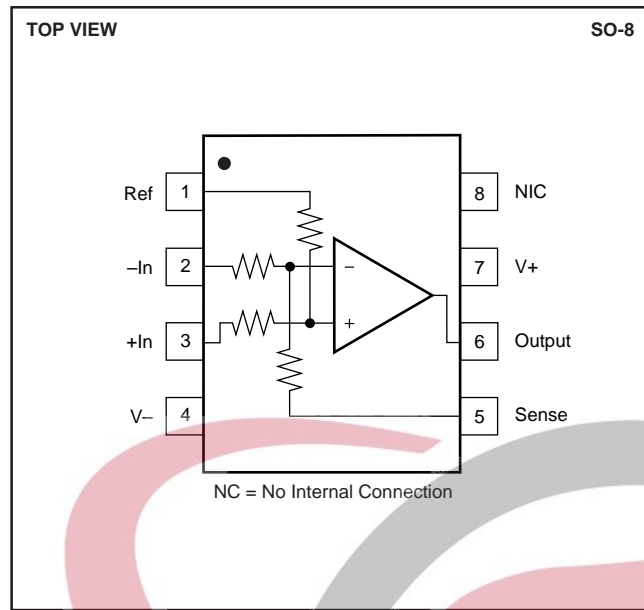 TOP VIEW SO-8
Ref 1 8 NIC
–In 2 − 7 V+
+In 3 + 6 Output
V– 4 5 Sense
NC = No Internal Connection